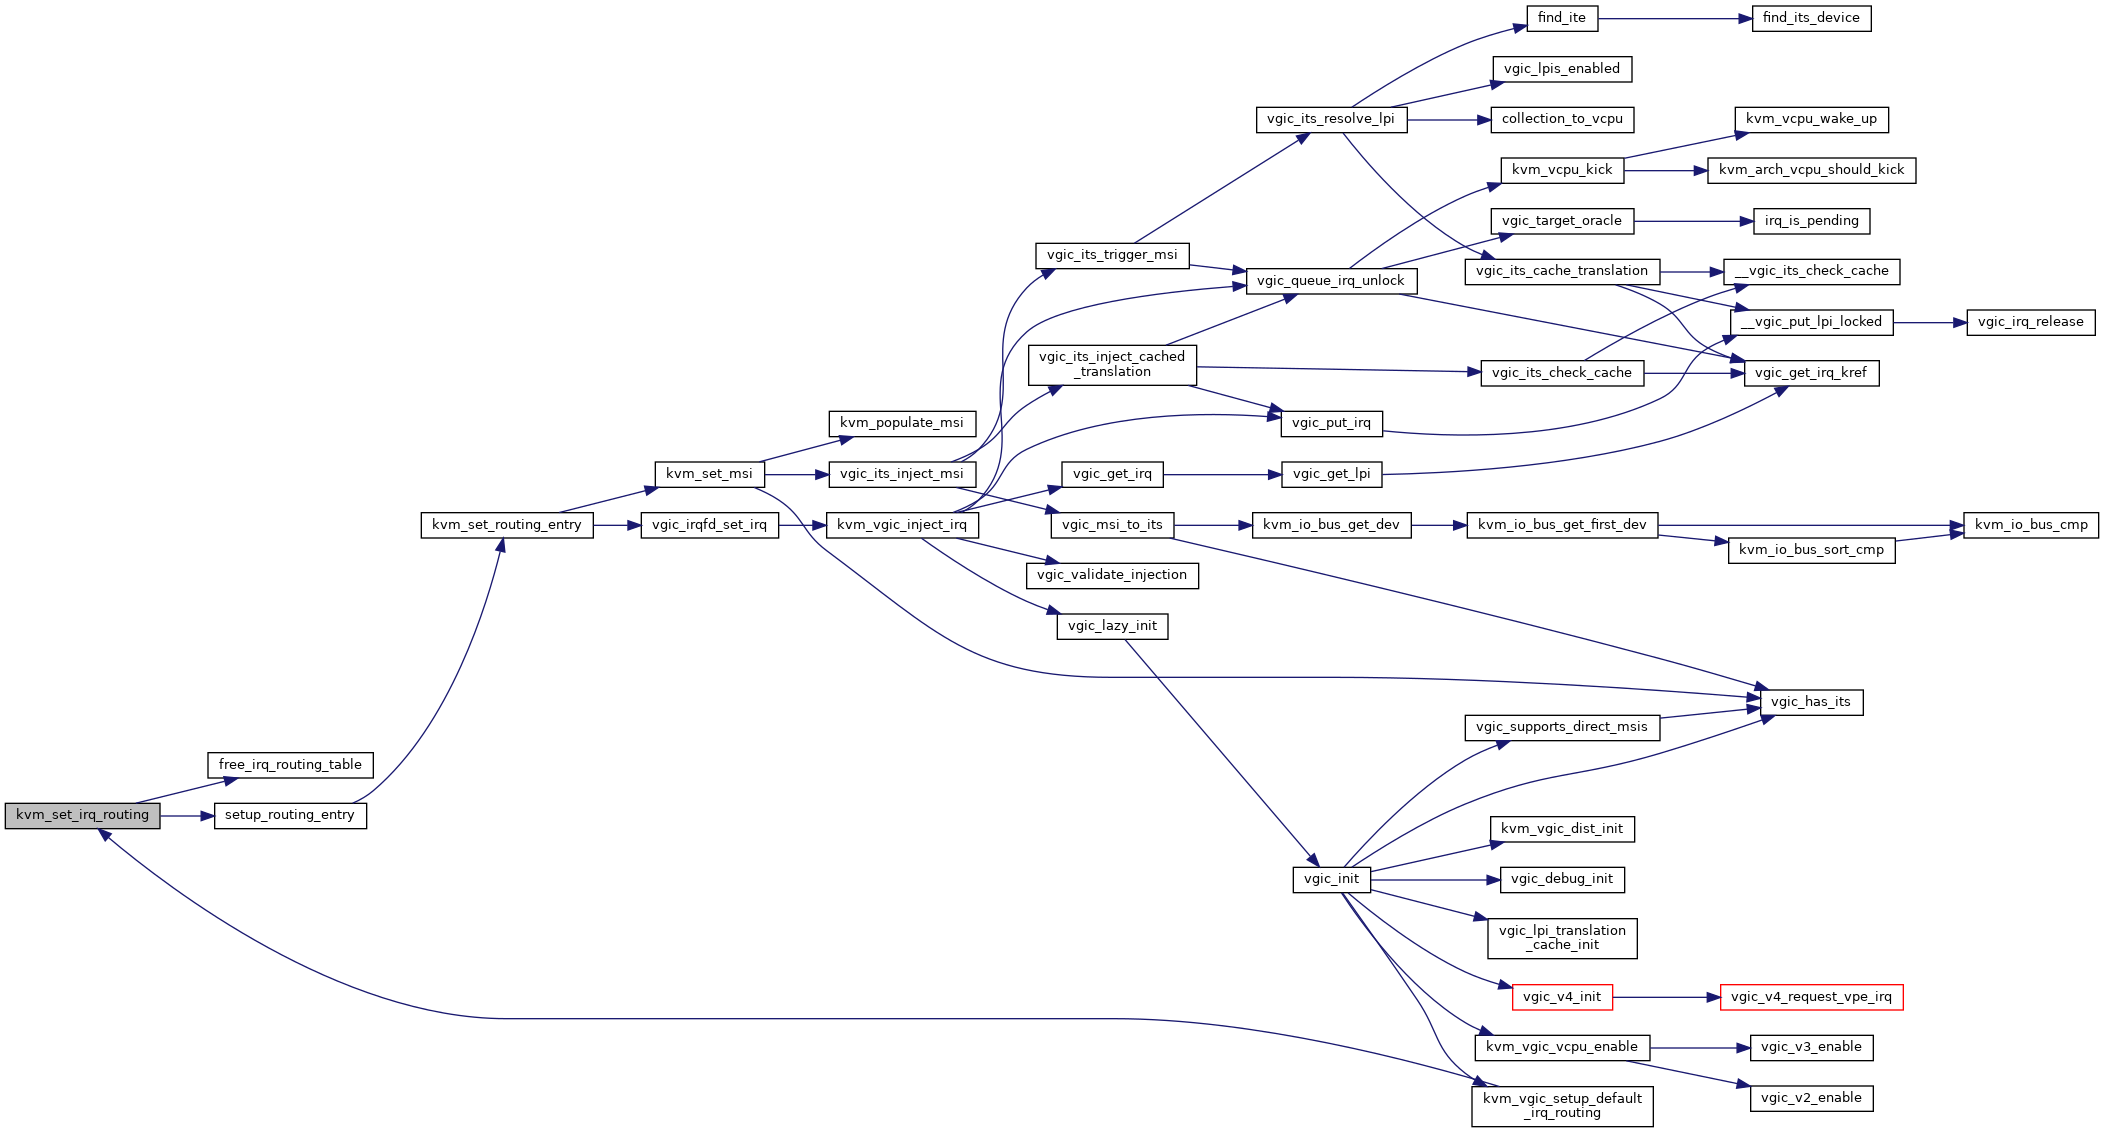 find_ite
find_its_device
vgic_lpis_enabled
vgic_its_resolve_lpi
collection_to_vcpu
kvm_vcpu_wake_up
kvm_vcpu_kick
kvm_arch_vcpu_should_kick
vgic_target_oracle
irq_is_pending
vgic_its_trigger_msi
vgic_queue_irq_unlock
vgic_its_cache_translation
__vgic_its_check_cache
__vgic_put_lpi_locked
vgic_irq_release
vgic_its_inject_cached
_translation
vgic_its_check_cache
vgic_get_irq_kref
kvm_populate_msi
vgic_put_irq
kvm_set_msi
vgic_its_inject_msi
vgic_get_irq
vgic_get_lpi
kvm_set_routing_entry
vgic_irqfd_set_irq
kvm_vgic_inject_irq
vgic_msi_to_its
kvm_io_bus_get_dev
kvm_io_bus_get_first_dev
kvm_io_bus_cmp
kvm_io_bus_sort_cmp
vgic_validate_injection
vgic_lazy_init
vgic_has_its
vgic_supports_direct_msis
free_irq_routing_table
kvm_set_irq_routing
setup_routing_entry
kvm_vgic_dist_init
vgic_init
vgic_debug_init
vgic_lpi_translation
_cache_init
vgic_v4_init
vgic_v4_request_vpe_irq
kvm_vgic_vcpu_enable
vgic_v3_enable
vgic_v2_enable
kvm_vgic_setup_default
_irq_routing